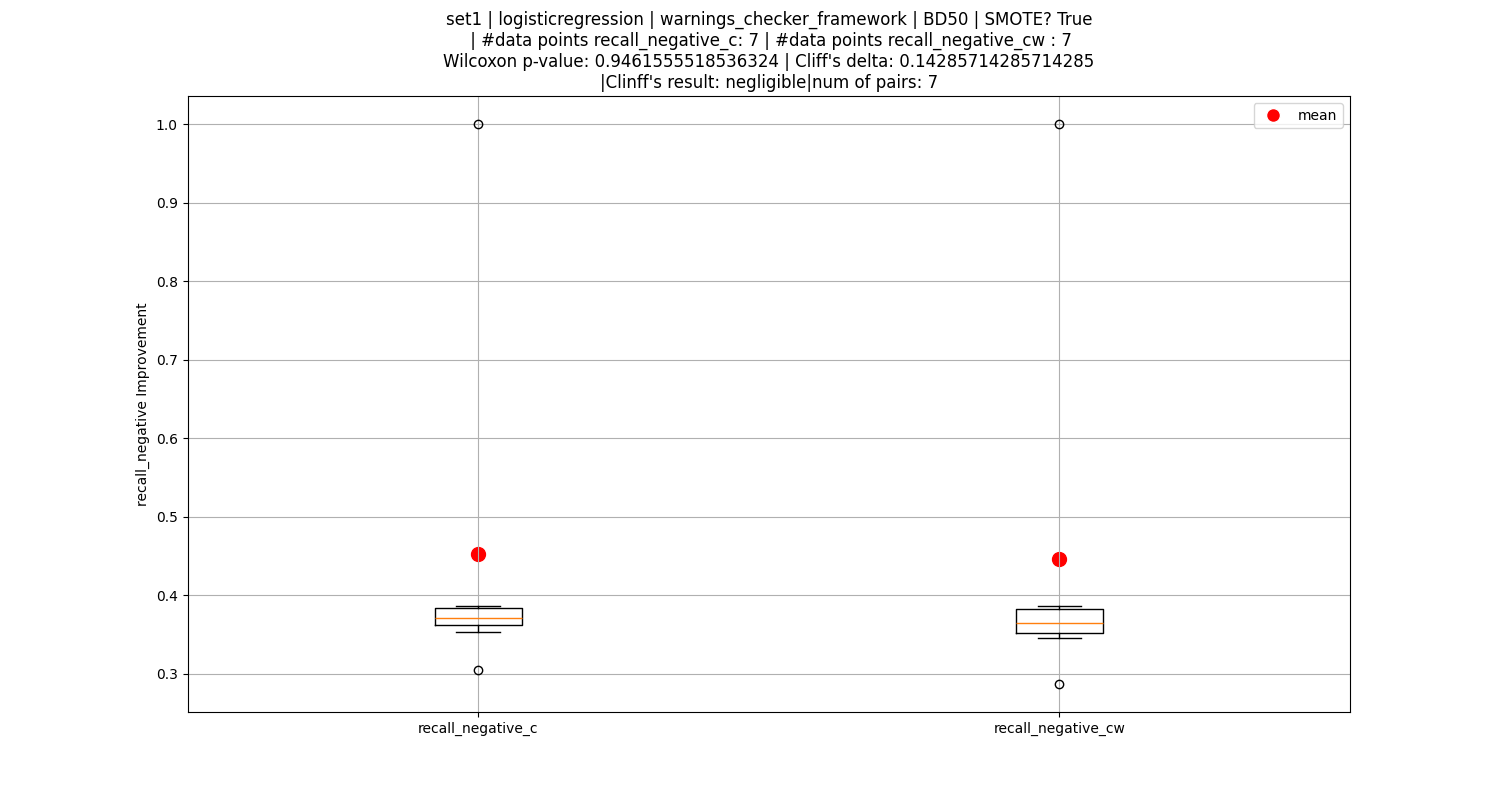 set1 | logisticregression | warnings_checker_framework | BD50 | SMOTE? True
| #data points recall_negative_c: 7 | #data points recall_negative_cw : 7
Wilcoxon p-value: 0.9461555518536324 | Cliff's delta: 0.14285714285714285
|Clinff's result: negligible|num of pairs: 7
mean
1.0
0.9
0.8
0.7
0.6
0.5
0.4
0.3
recall_negative Improvement
recall_negative_c
recall_negative_cw